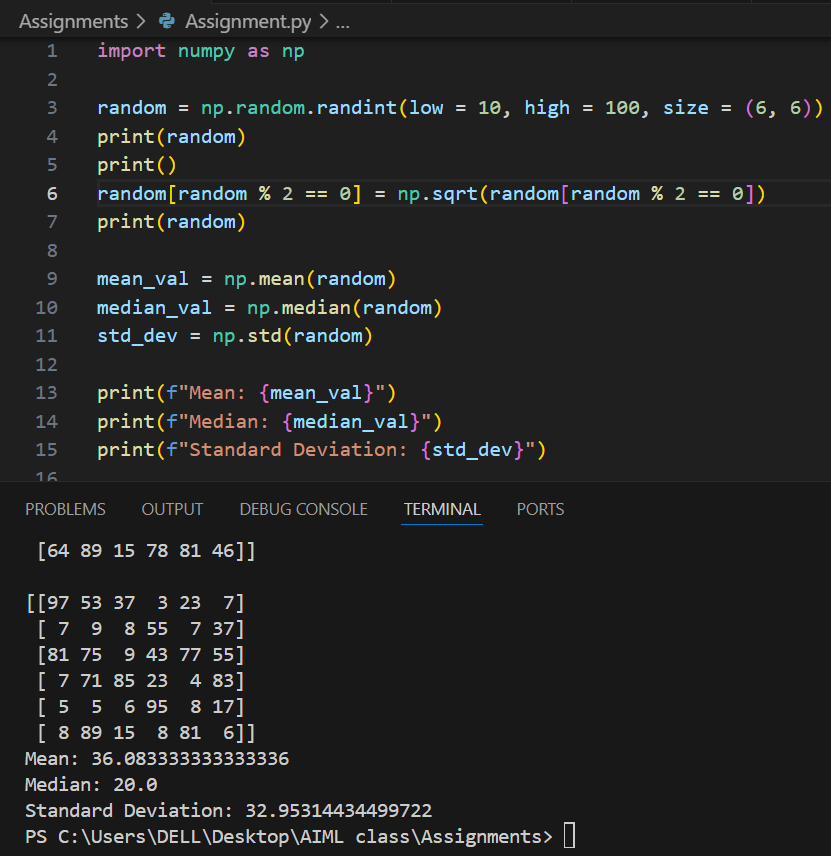 Assignments > Assignment.py > ...
1 import numpy as np
2
3 random = np.random.randint(low = 10, high = 100, size = (6, 6))
4 print(random)
5 print()
6 random[random % 2 == 0] = np.sqrt(random[random % 2 == 0])
7 print(random)
8
9 mean_val = np.mean(random)
10 median_val = np.median(random)
11 std_dev = np.std(random)
12
13 print(f"Mean: {mean_val}")
14 print(f"Median: {median_val}")
15 print(f"Standard Deviation: {std_dev}")
16
PROBLEMS OUTPUT DEBUG CONSOLE TERMINAL PORTS
[64 89 15 78 81 46]]
[[97 53 37  3 23  7]
[ 7  9  8 55  7 37]
[81 75  9 43 77 55]
[ 7 71 85 23  4 83]
[ 5  5  6 95  8 17]
[ 8 89 15  8 81  6]]
Mean: 36.083333333333336
Median: 20.0
Standard Deviation: 32.95314434499722
PS C:\Users\DELL\Desktop\AIML class\Assignments>